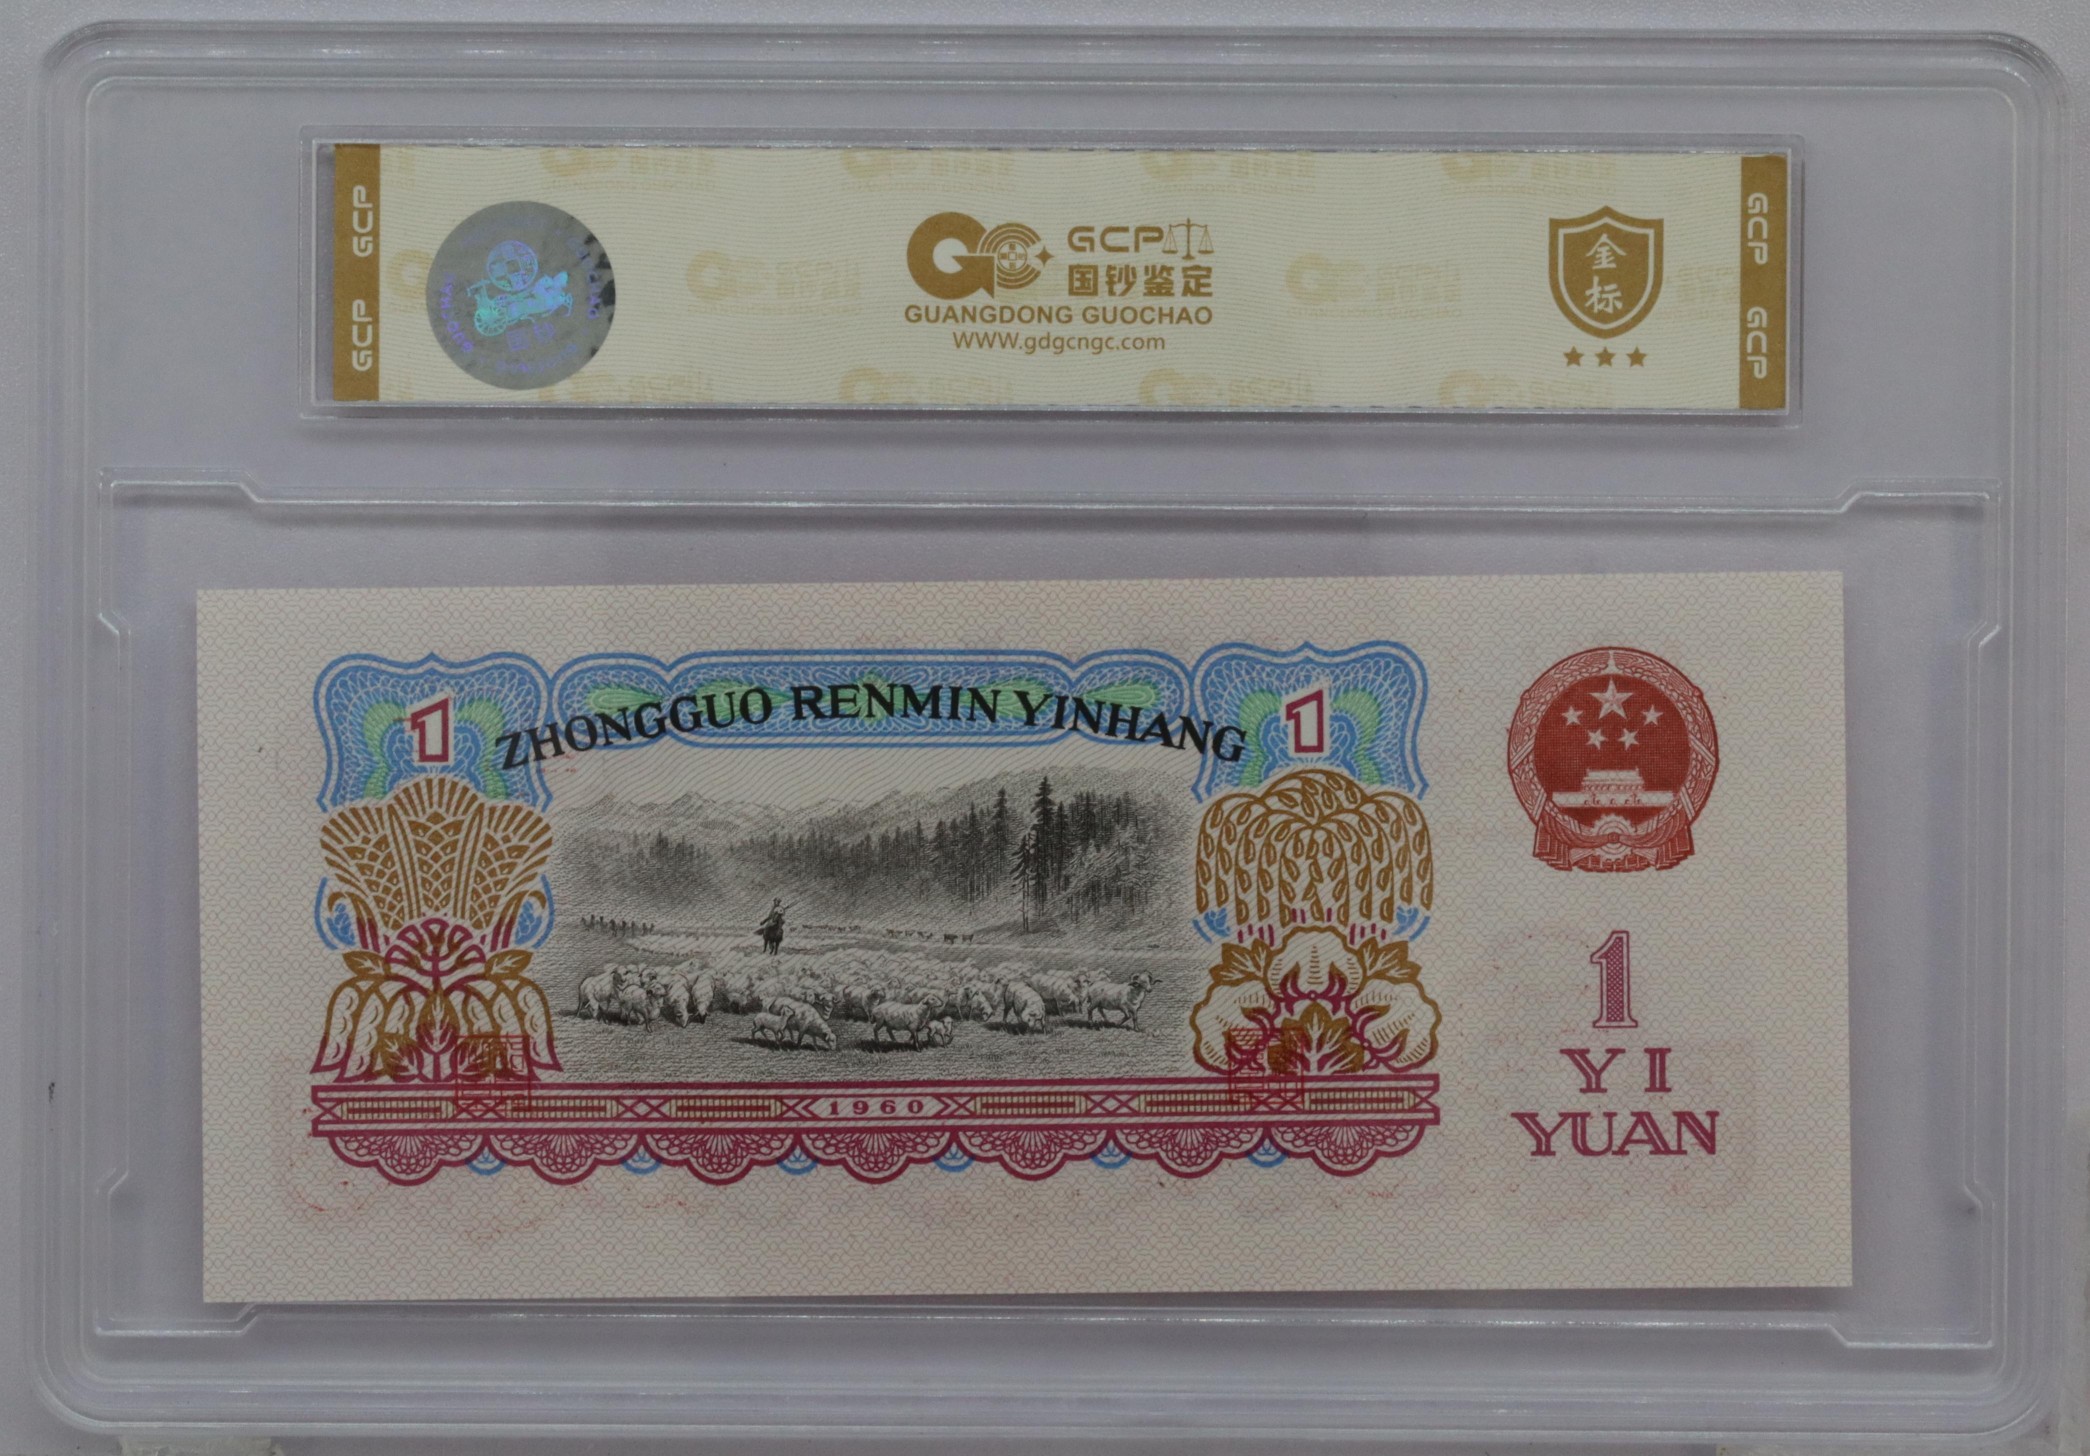 GCP GCP
GCP
国钞鉴定
GUANGDONG GUOCHAO
WWW.gdgcngc.com
金标
GCP GCP
1 ZHONGGUO RENMIN YINHANG 1
1960
1
YI
YUAN